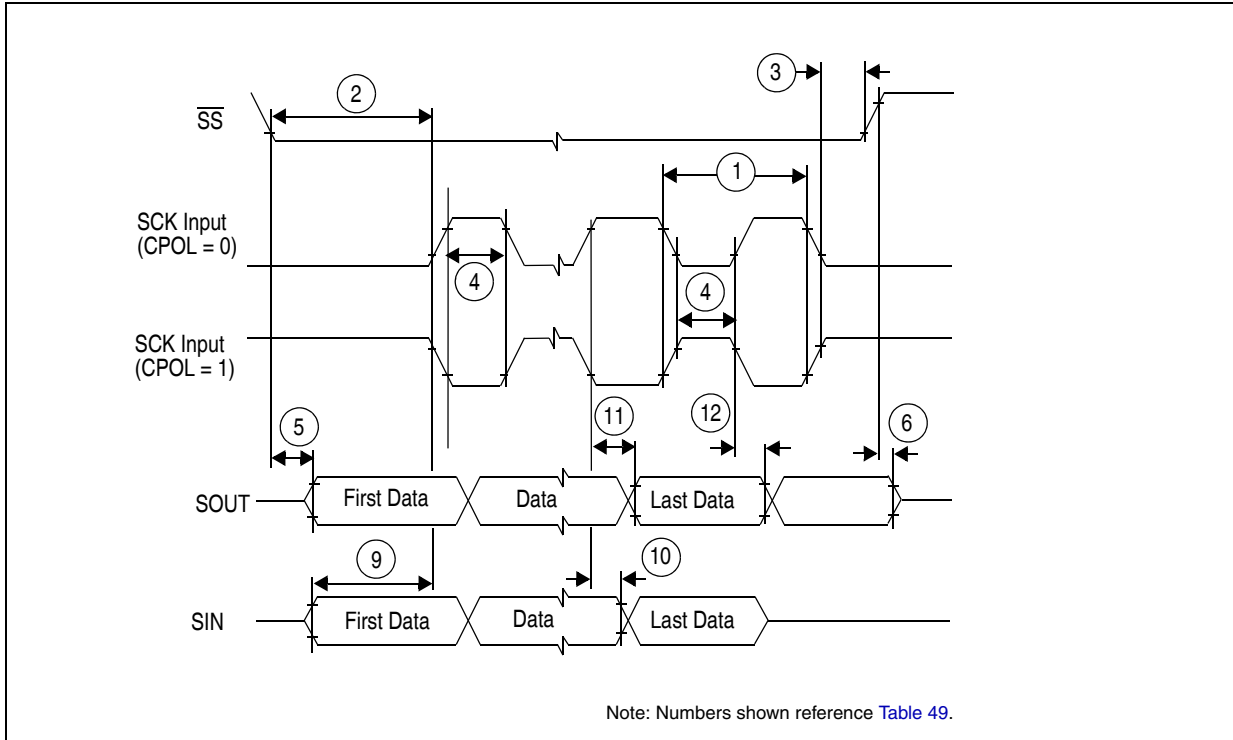 3
2
SS
1
SCK Input
(CPOL = 0)
4
4
SCK Input
(CPOL = 1)
11
12
5
6
First Data
Data
Last Data
SOUT
9
10
First Data
Data
Last Data
SIN
Note: Numbers shown reference Table 49.